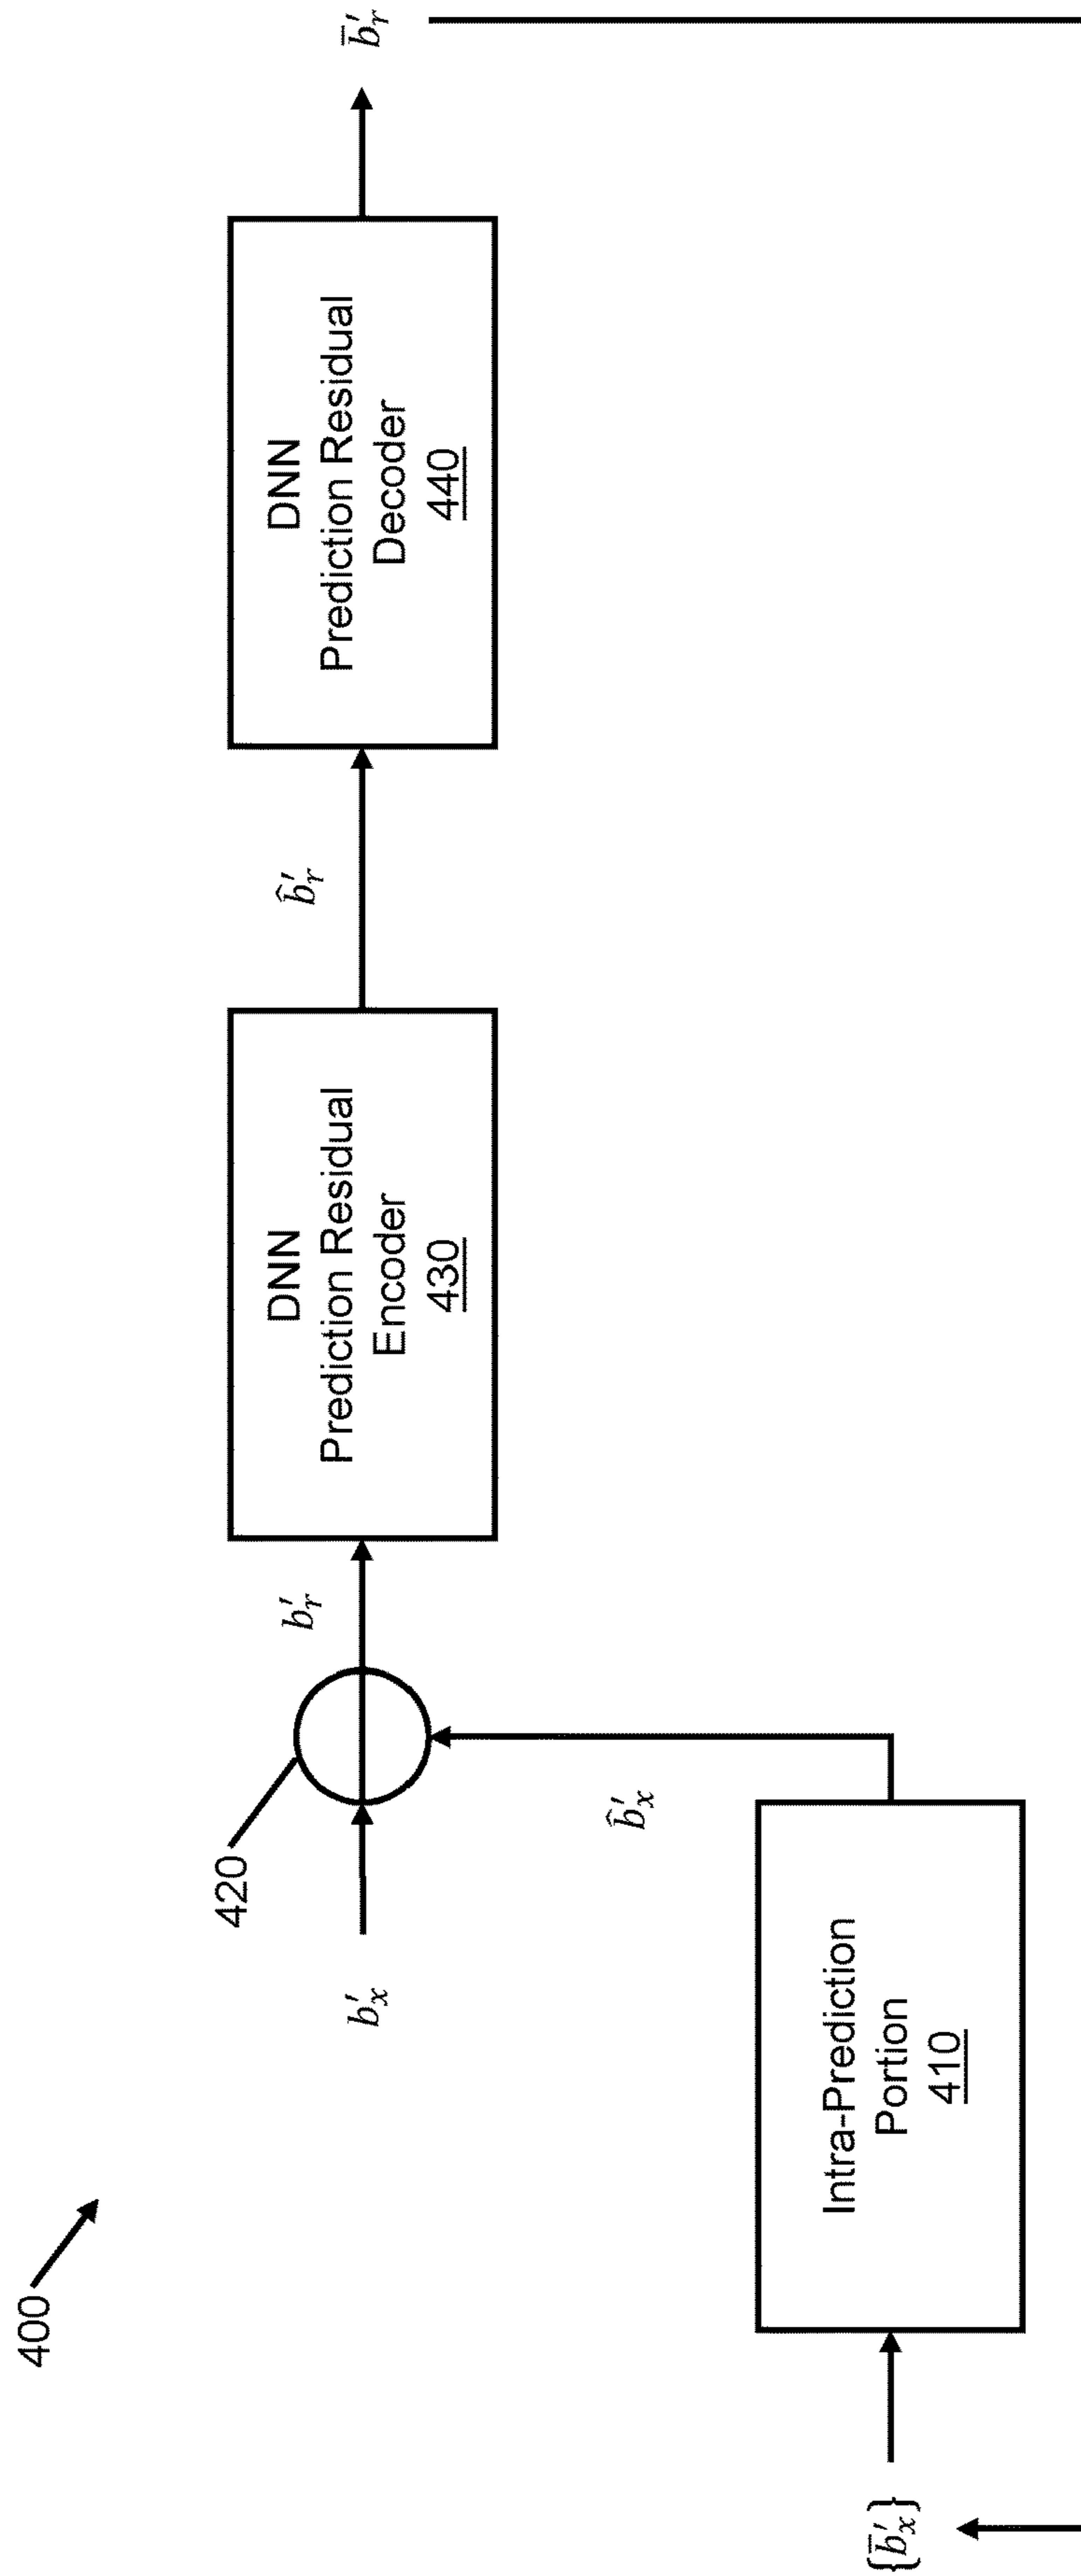 400
420
b'ₓ
b'ᵣ
DNN
Prediction Residual
Encoder
430
b̂'ᵣ
DNN
Prediction Residual
Decoder
440
b̅'ᵣ
b̂'ₓ
{b̅'ₓ}
Intra-Prediction
Portion
410